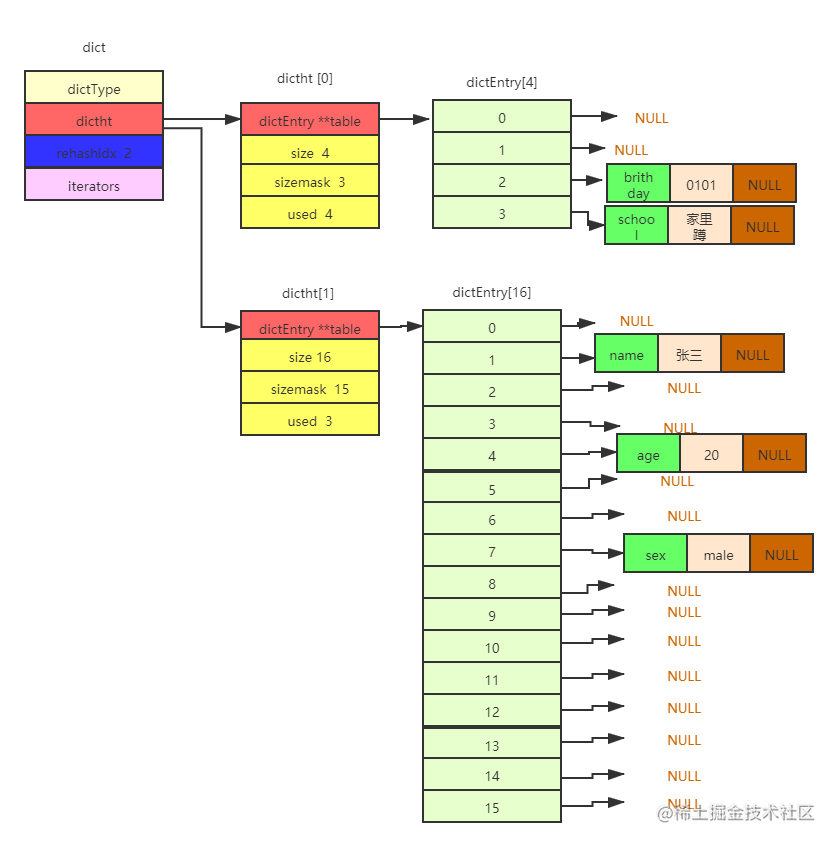 dict
dictType
dictht
rehashidx 2
iterators
dictht [0]
dictEntry **table
size 4
sizemask 3
used 4
dictEntry[4]
0
NULL
1
NULL
2
brith
day
0101
NULL
3
schoo
l
家里
蹲
NULL
dictht[1]
dictEntry **table
size 16
sizemask 15
used 3
dictEntry[16]
0
NULL
1
name
张三
NULL
2
NULL
3
NULL
4
age
20
NULL
5
NULL
6
NULL
7
sex
male
NULL
8
NULL
9
NULL
10
NULL
11
NULL
12
NULL
13
NULL
14
NULL
15
NULL
@稀土掘金技术社区